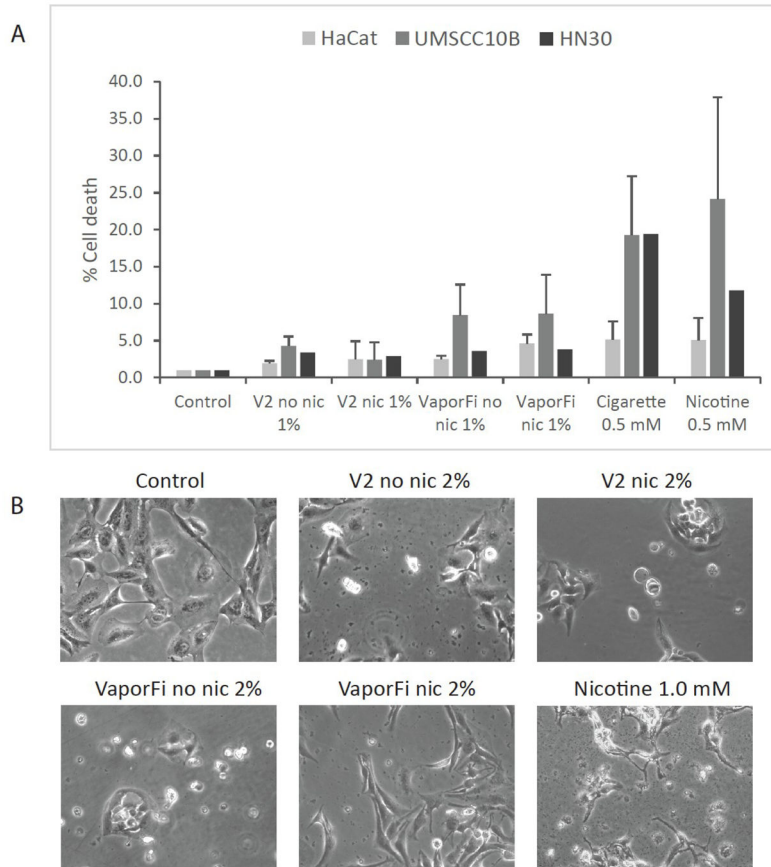 A
HaCat UMSCC10B HN30
40.0
35.0
30.0
25.0
20.0
15.0
10.0
5.0
0.0
% Cell death
Control V2 no nic 1% V2 nic 1% VaporFi no nic 1% VaporFi nic 1% Cigarette 0.5 mM Nicotine 0.5 mM
B
Control V2 no nic 2% V2 nic 2%
VaporFi no nic 2% VaporFi nic 2% Nicotine 1.0 mM